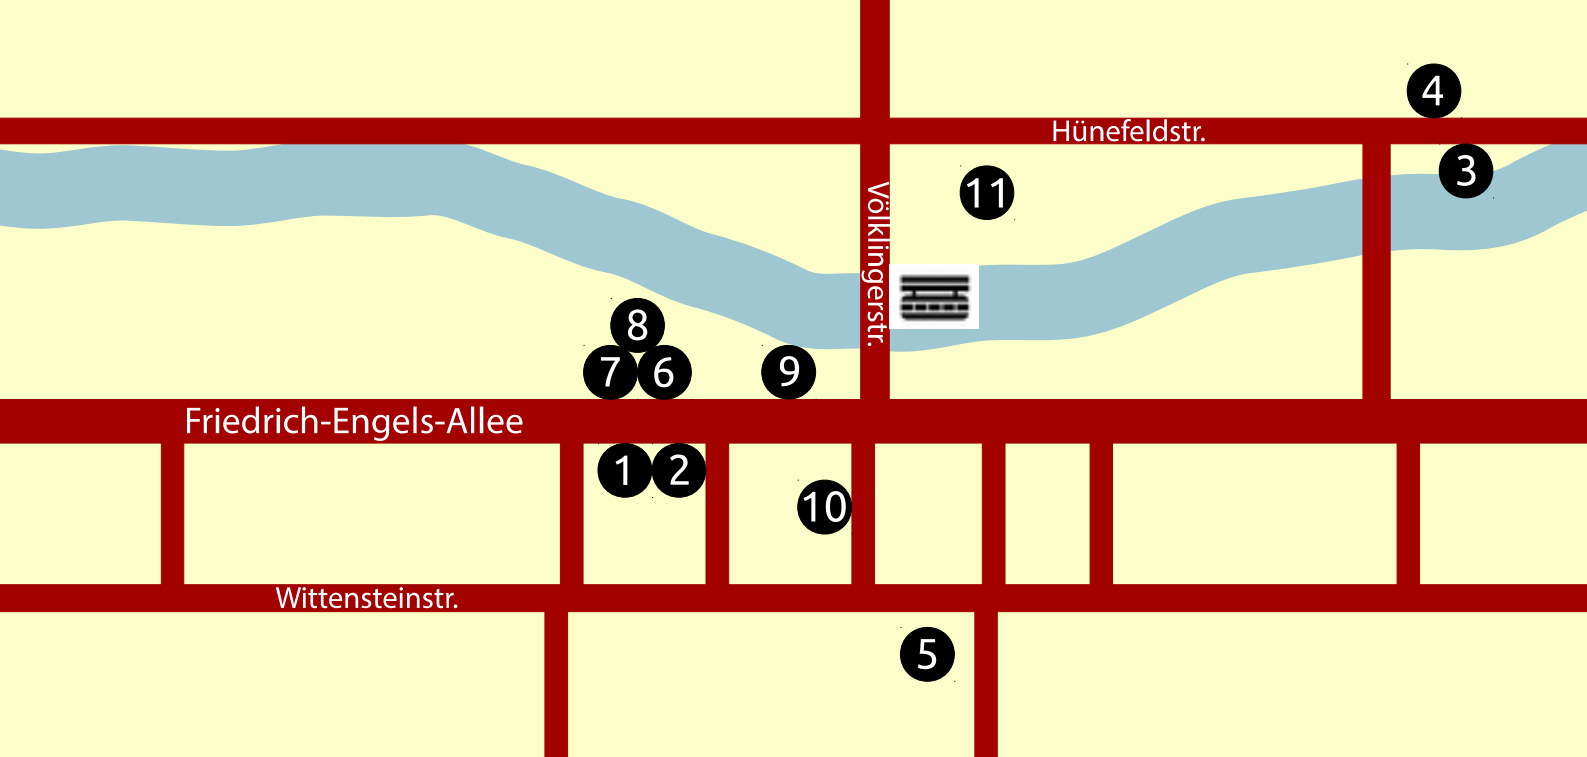 4
Hünefeldstr.
3
11
Völklingerstr.
8
7
6
9
Friedrich-Engels-Allee
1
2
10
Wittensteinstr.
5